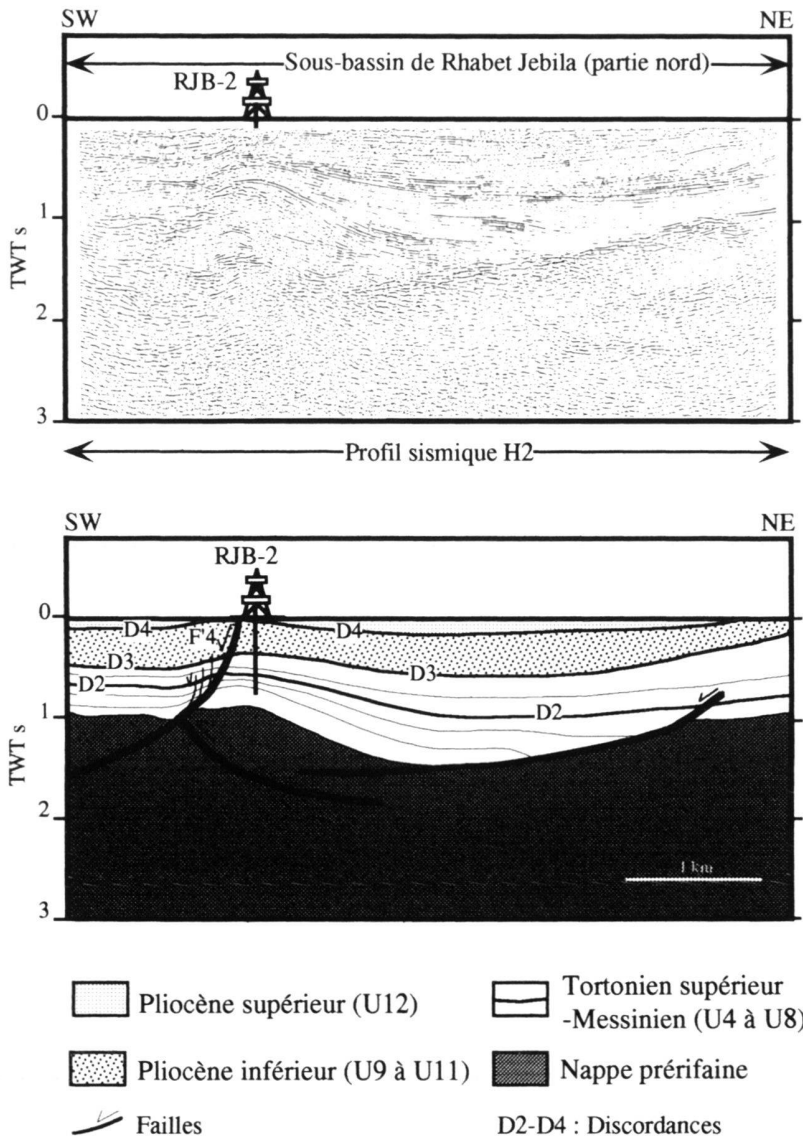 SW NE
Sous-bassin de Rhabet Jebila (partie nord)
RJB-2
0
1
TWT s
2
3
Profil sismique H2
SW NE
RJB-2
0
D4 F'4 D4
D3 D3
D2 D2
1
TWT s
2
1 km
3
Pliocène supérieur (U12)
Tortonien supérieur
-Messinien (U4 à U8)
Pliocène inférieur (U9 à U11)
Nappe prérifaine
Failles
D2-D4 : Discordances